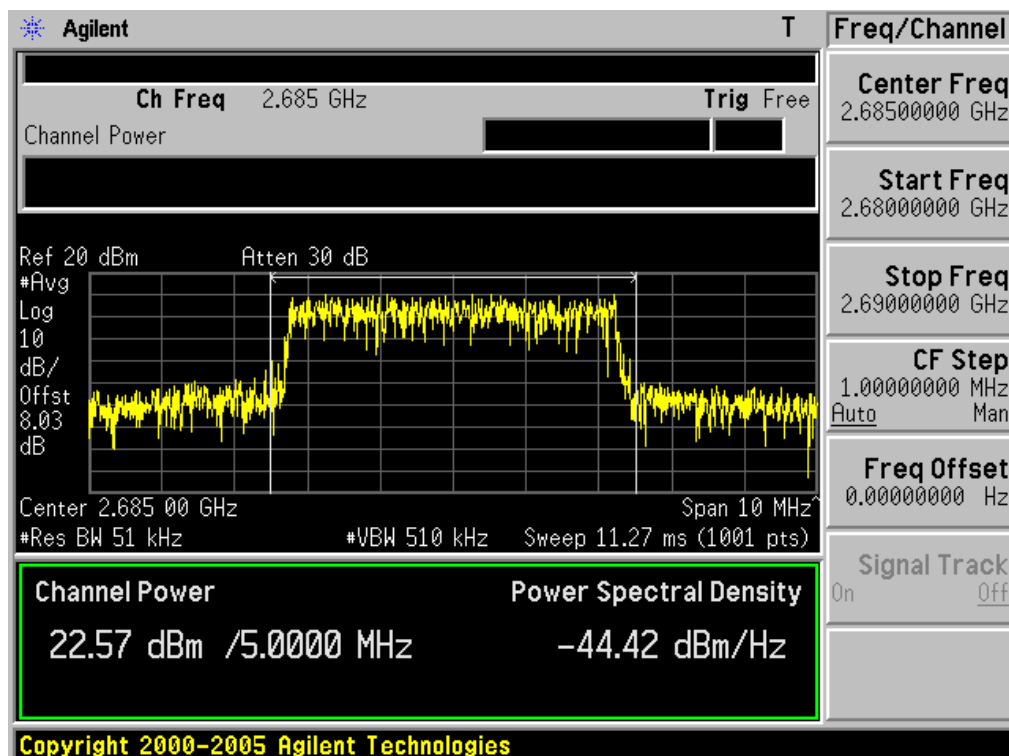 Agilent
T
Freq/Channel
Ch Freq 2.685 GHz
Trig Free
Channel Power
Center Freq
2.68500000 GHz
Start Freq
2.68000000 GHz
Stop Freq
2.69000000 GHz
CF Step
1.00000000 MHz
Auto Man
Freq Offset
0.00000000 Hz
Signal Track
On Off
Ref 20 dBm
Atten 30 dB
#Avg
Log
10
dB/
Offst
8.03
dB
Center 2.685 00 GHz
Span 10 MHz^
#Res BW 51 kHz
#VBW 510 kHz
Sweep 11.27 ms (1001 pts)
Channel Power
Power Spectral Density
22.57 dBm /5.0000 MHz
-44.42 dBm/Hz
Copyright 2000-2005 Agilent Technologies